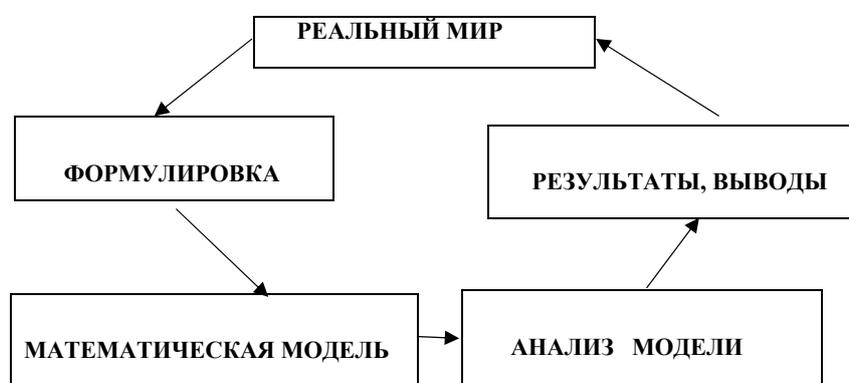 РЕАЛЬНЫЙ МИР
ФОРМУЛИРОВКА
РЕЗУЛЬТАТЫ, ВЫВОДЫ
МАТЕМАТИЧЕСКАЯ МОДЕЛЬ
АНАЛИЗ МОДЕЛИ